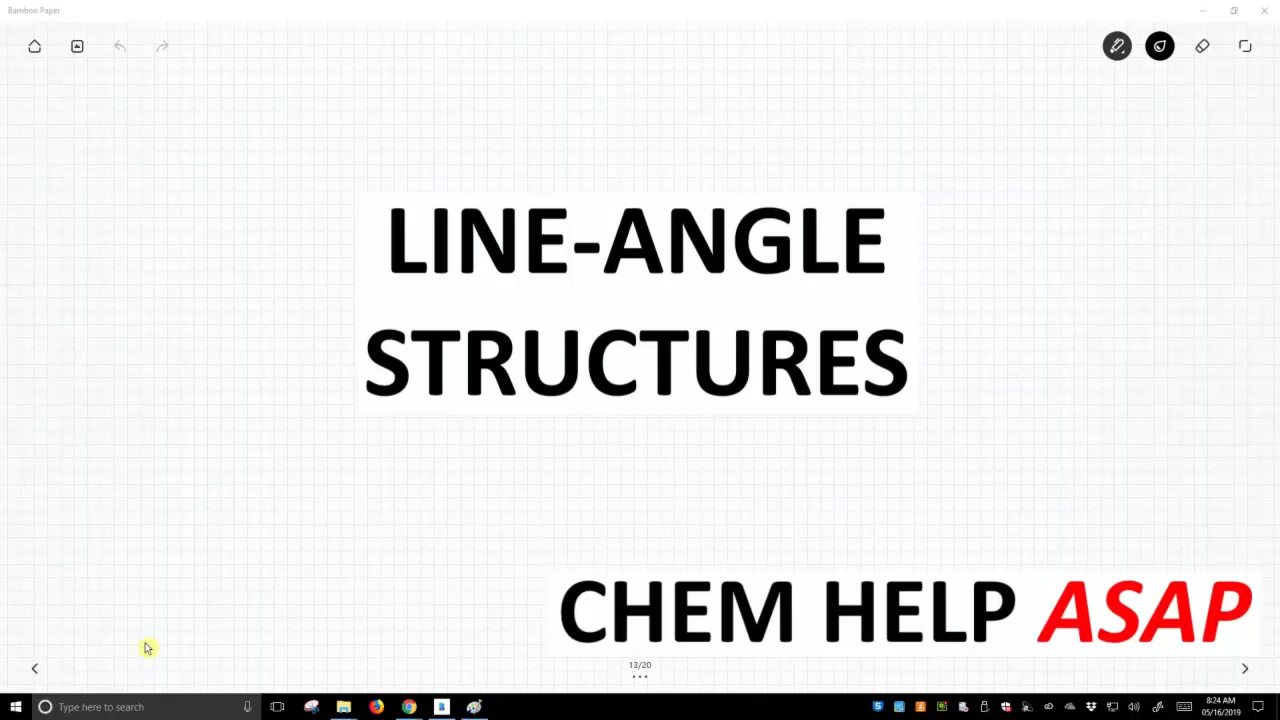 Bamboo Paper
LINE-ANGLE
STRUCTURES
CHEM HELP ASAP
13/20
Type here to search
8:24 AM
05/16/2019